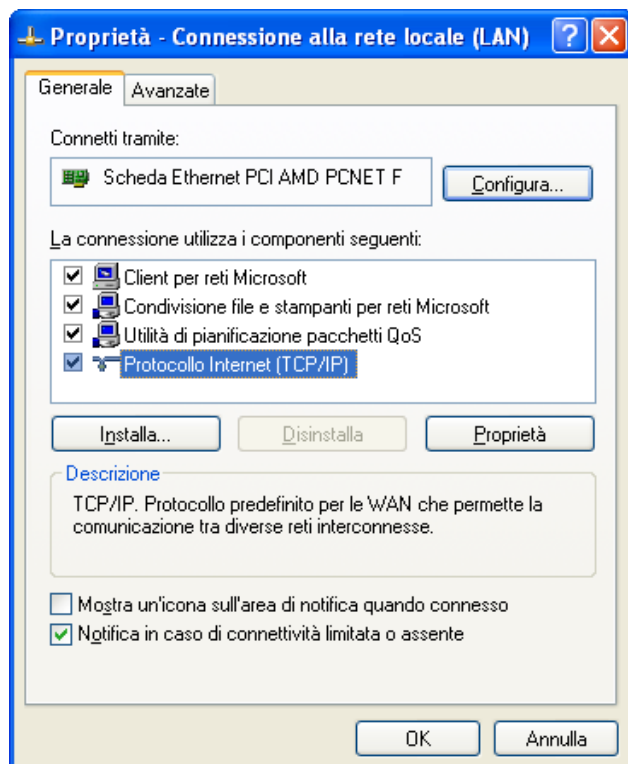 Proprietà - Connessione alla rete locale (LAN)
Generale
Avanzate
Connetti tramite:
Scheda Ethernet PCI AMD PCNET F
Configura...
La connessione utilizza i componenti seguenti:
Client per reti Microsoft
Condivisione file e stampanti per reti Microsoft
Utilità di pianificazione pacchetti QoS
Protocollo Internet (TCP/IP)
Installa...
Disinstalla
Proprietà
Descrizione
TCP/IP. Protocollo predefinito per le WAN che permette la
comunicazione tra diverse reti interconnesse.
Mostra un'icona sull'area di notifica quando connesso
Notifica in caso di connettività limitata o assente
OK
Annulla